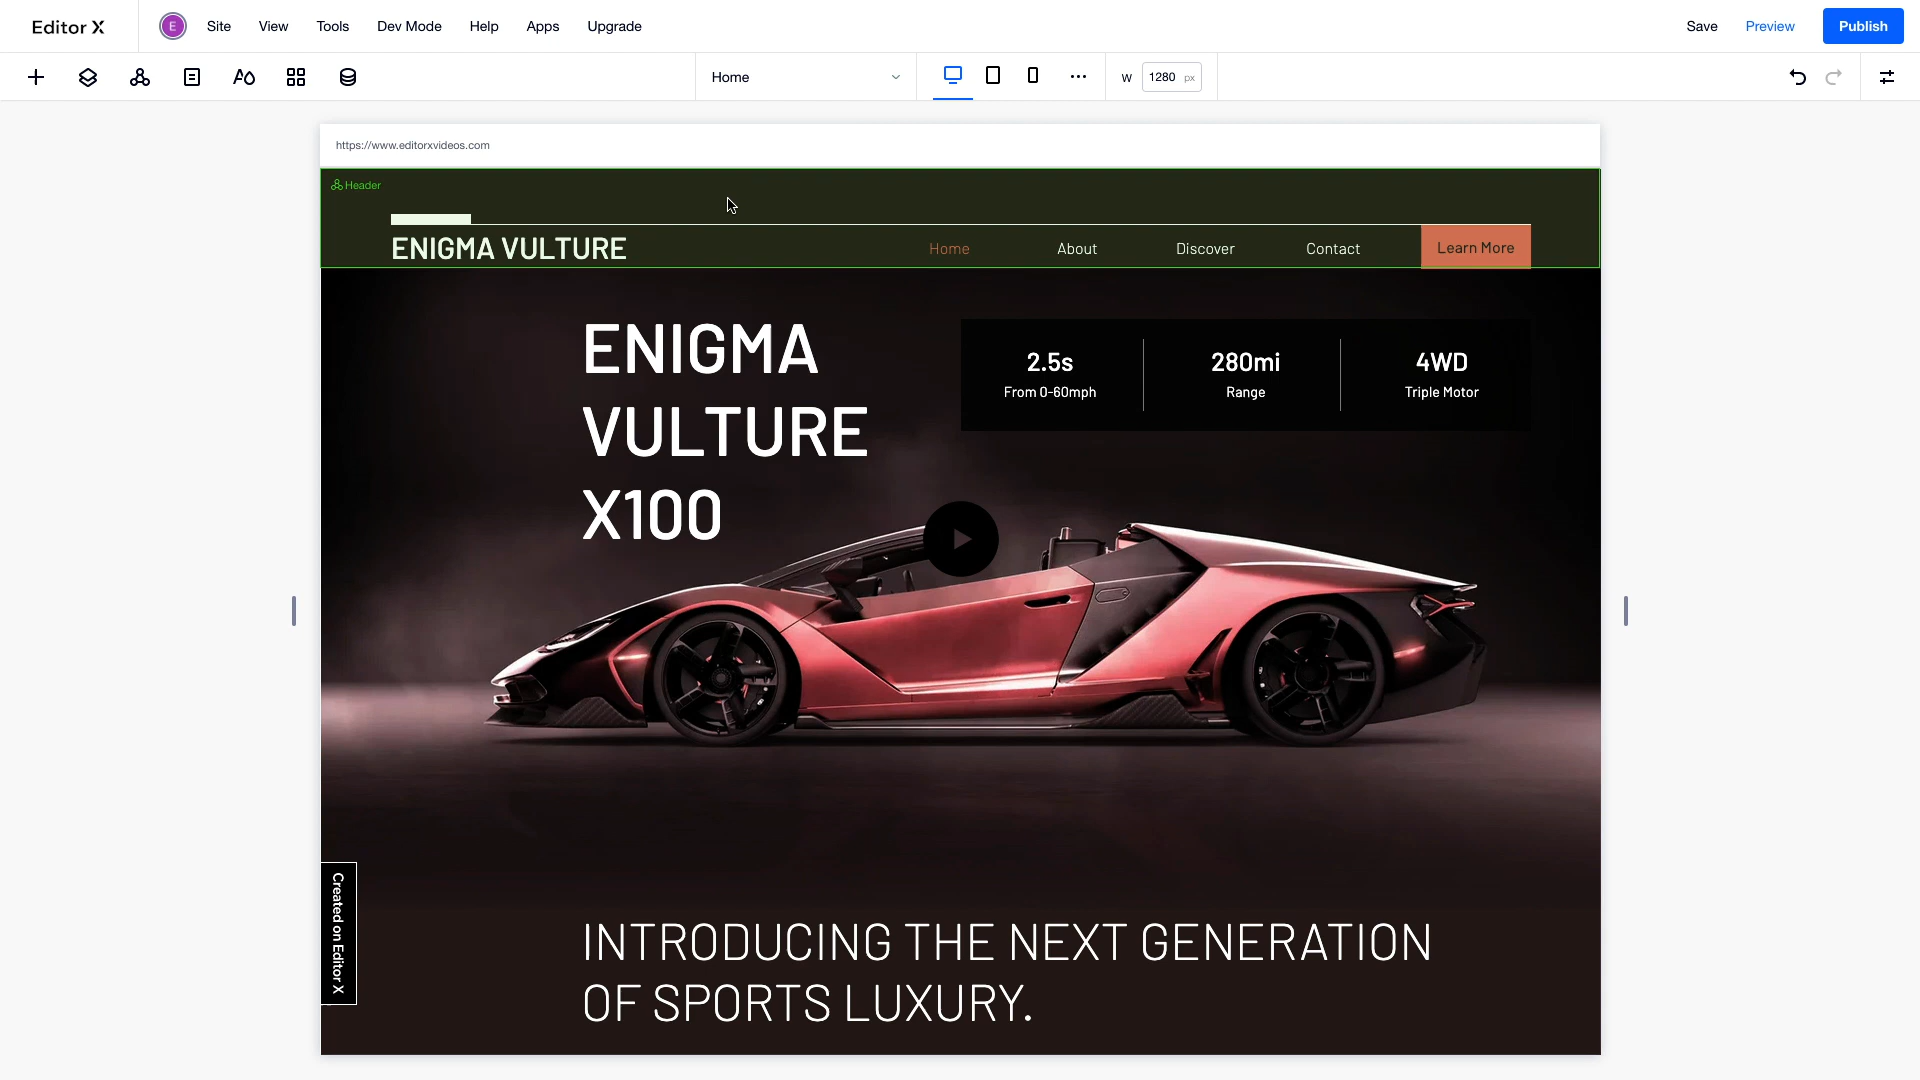 Editor X
E
Site
View
Tools
Dev Mode
Help
Apps
Upgrade
Save
Preview
Publish
Home
W
1280 px
https://www.editorxvideos.com
Header
ENIGMA VULTURE
Home
About
Discover
Contact
Learn More
ENIGMA
VULTURE
X100
2.5s
From 0-60mph
280mi
Range
4WD
Triple Motor
Created on Editor X
INTRODUCING THE NEXT GENERATION
OF SPORTS LUXURY.